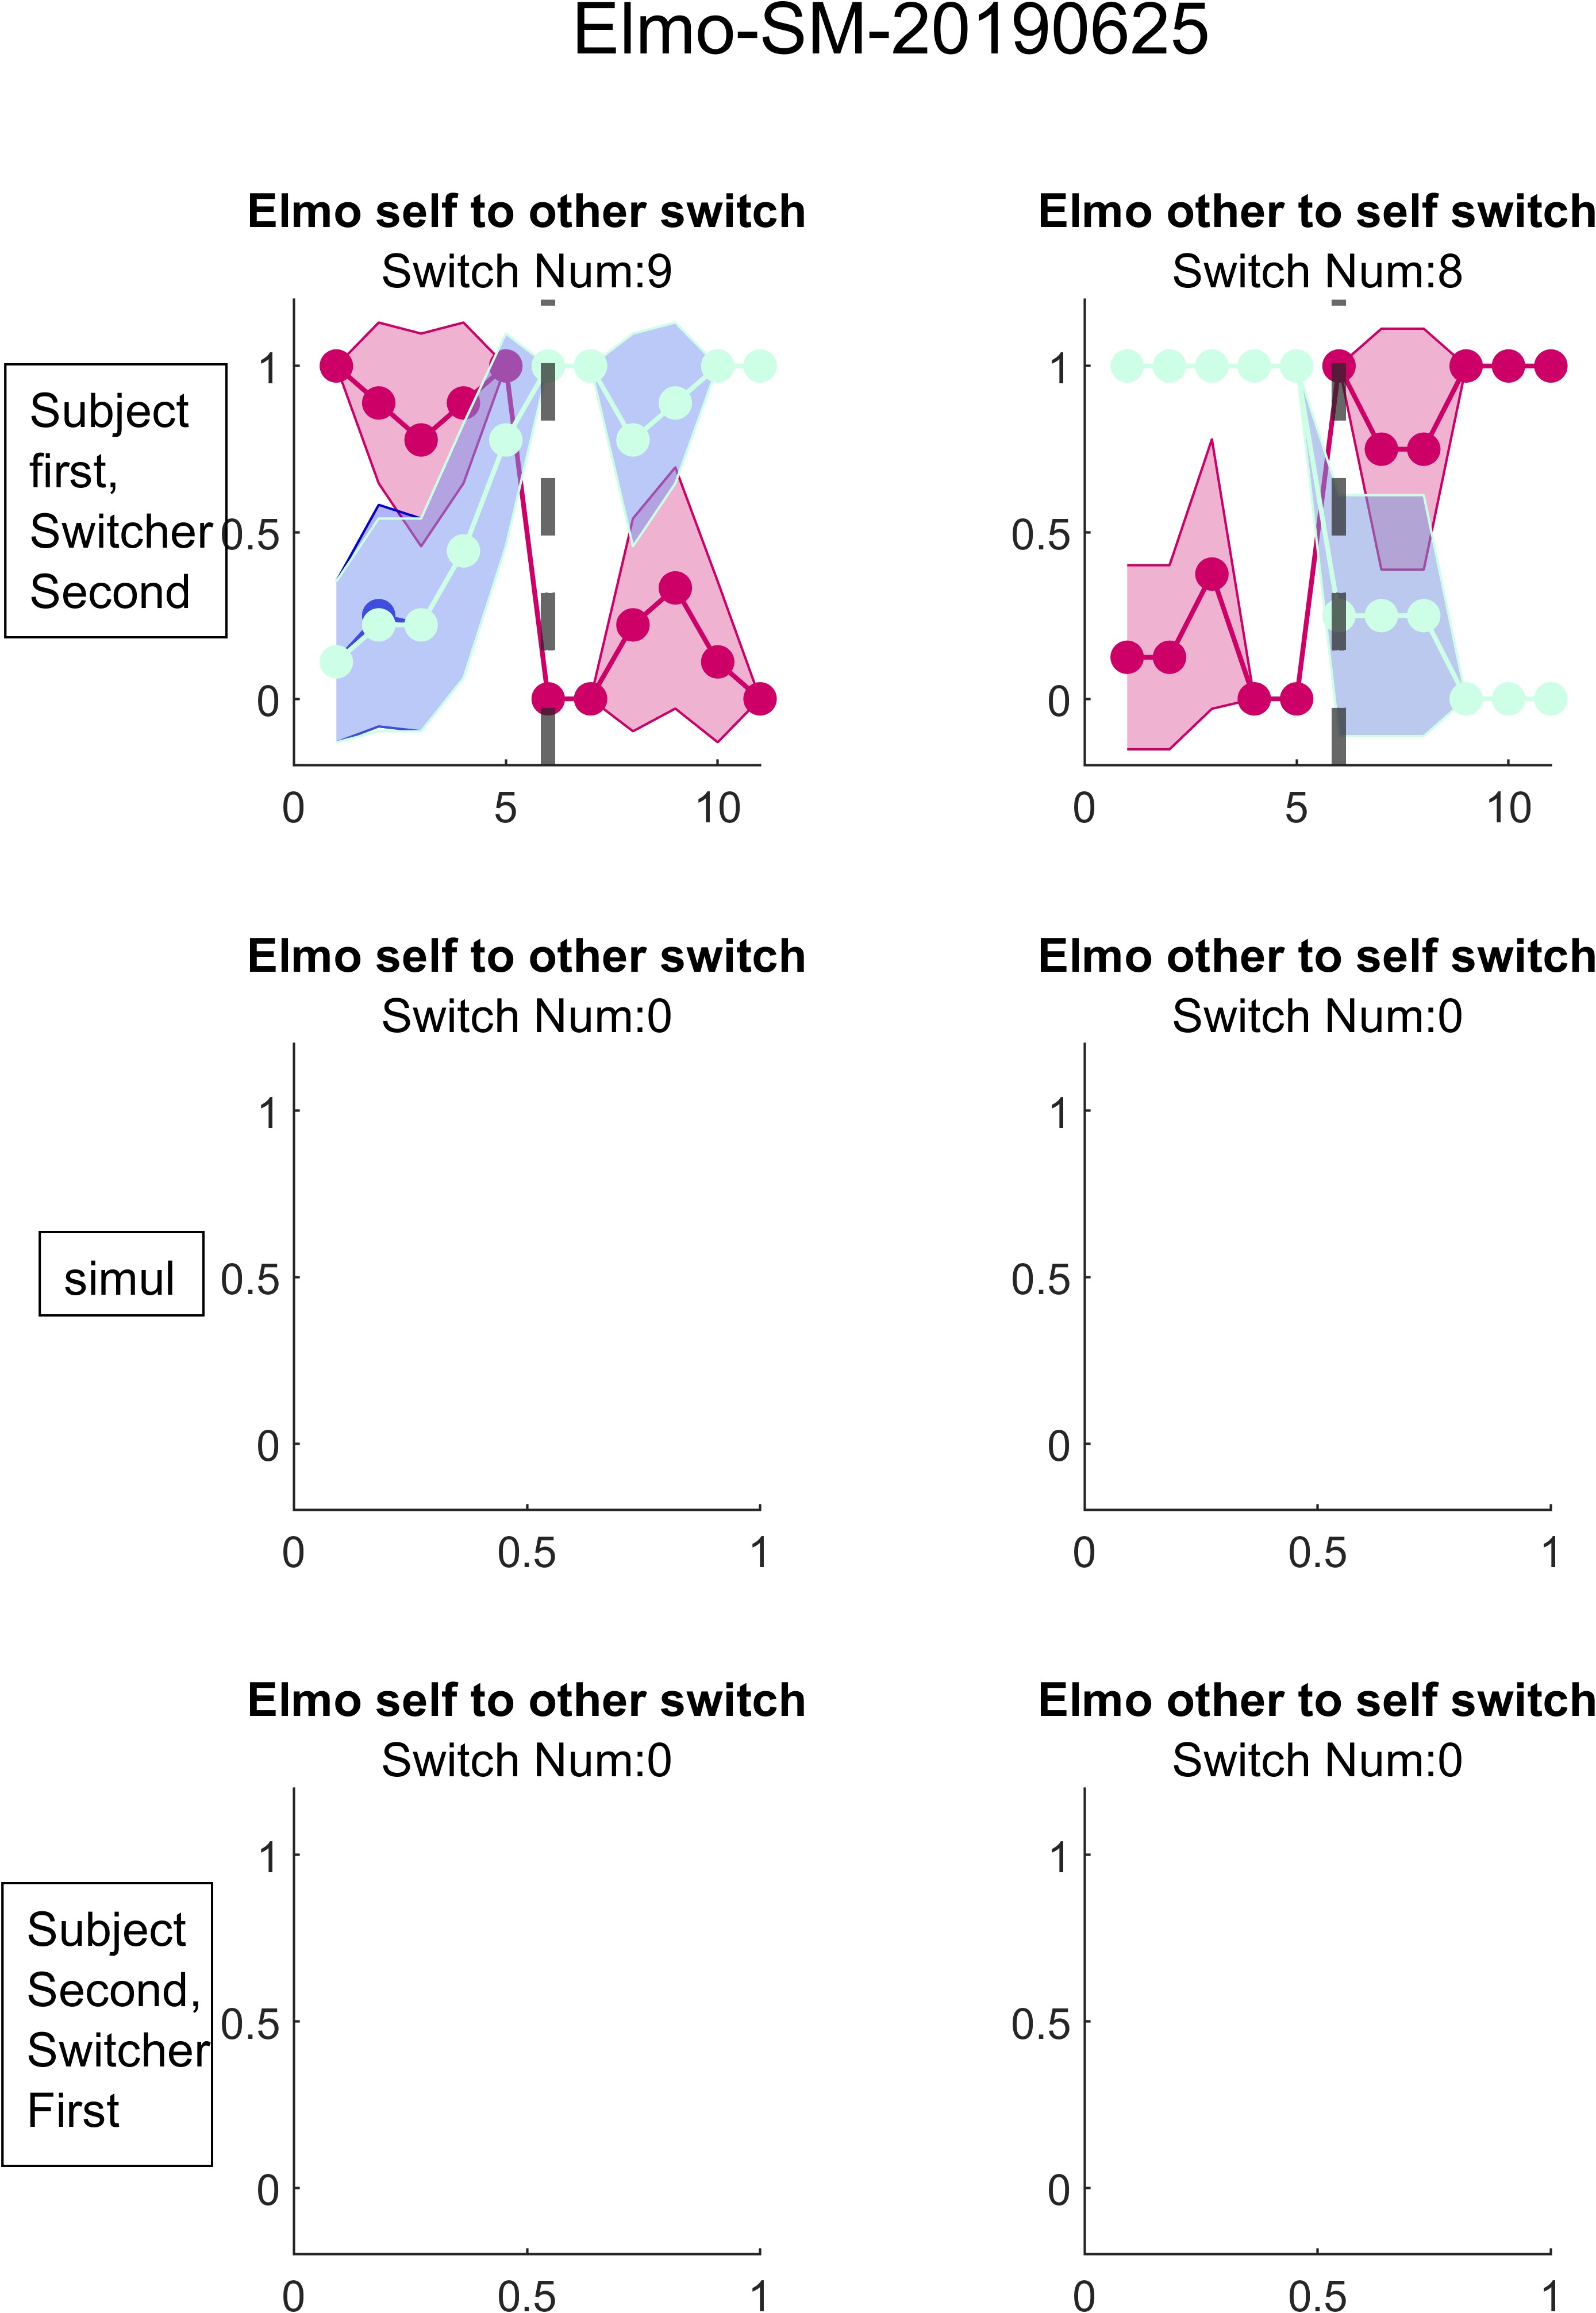 Elmo-SM-20190625
Elmo self to other switch
Switch Num:9
Elmo other to self switch
Switch Num:8
Subject
first,
Switcher
Second
1
0.5
0
0
5
10
1
0.5
0
0
5
10
Elmo self to other switch
Switch Num:0
Elmo other to self switch
Switch Num:0
simul
1
0.5
0
0
0.5
1
1
0.5
0
0
0.5
1
Elmo self to other switch
Switch Num:0
Elmo other to self switch
Switch Num:0
Subject
Second,
Switcher
First
1
0.5
0
0
0.5
1
1
0.5
0
0
0.5
1